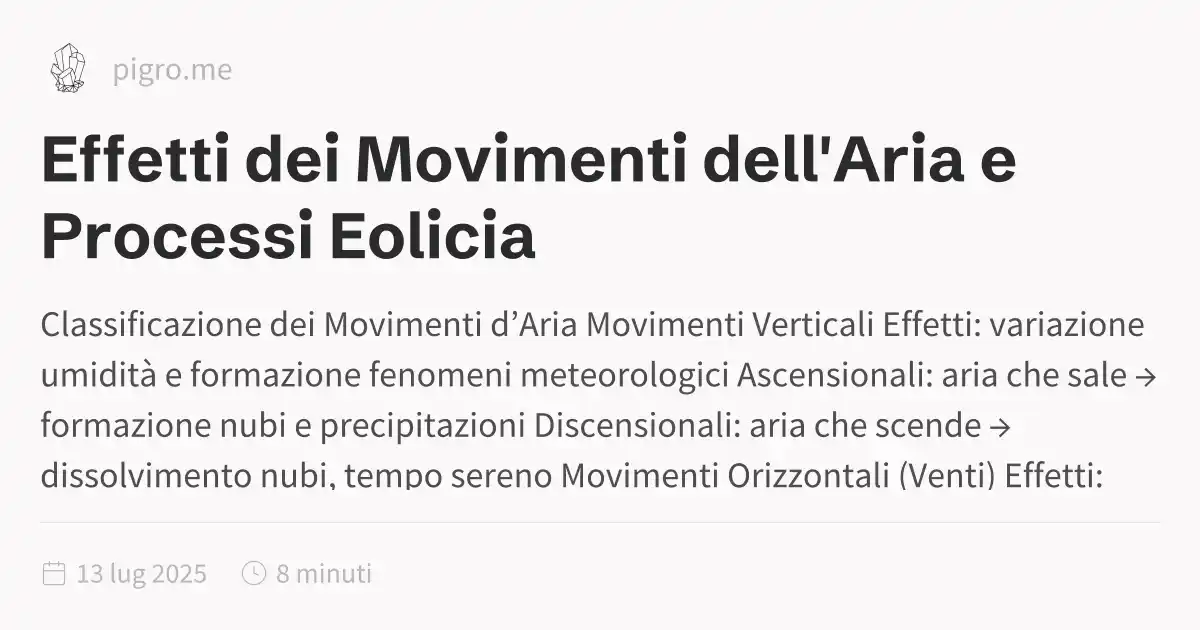 pigro.me
Effetti dei Movimenti dell'Aria e
Processi Eolicia
Classificazione dei Movimenti d’Aria Movimenti Verticali Effetti: variazione
umidità e formazione fenomeni meteorologici Ascensionali: aria che sale →
formazione nubi e precipitazioni Discensionali: aria che scende →
dissolvimento nubi, tempo sereno Movimenti Orizzontali (Venti) Effetti:
13 lug 2025
8 minuti